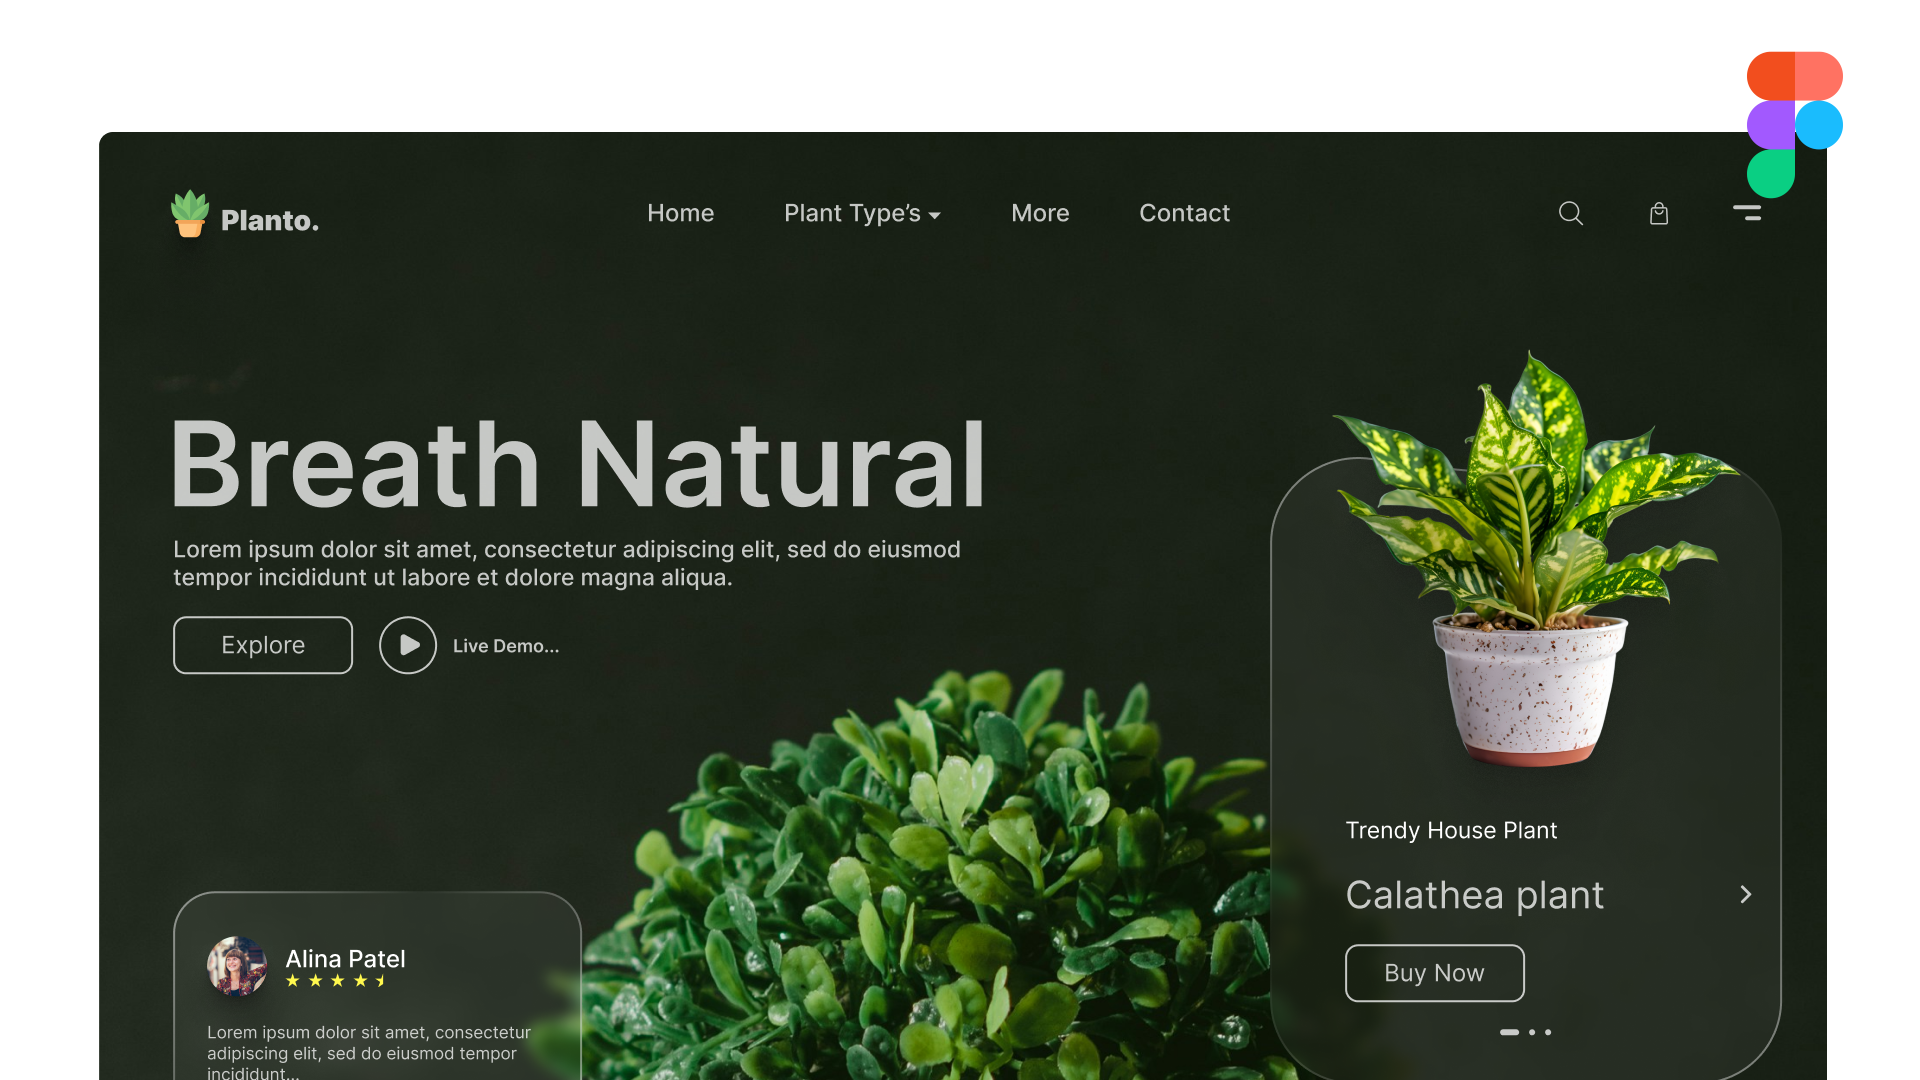 Planto.
Home
Plant Type’s
More
Contact
Breath Natural
Lorem ipsum dolor sit amet, consectetur adipiscing elit, sed do eiusmod
tempor incididunt ut labore et dolore magna aliqua.
Explore
Live Demo...
Trendy House Plant
Calathea plant
Buy Now
Alina Patel
Lorem ipsum dolor sit amet, consectetur
adipiscing elit, sed do eiusmod tempor
incididunt...